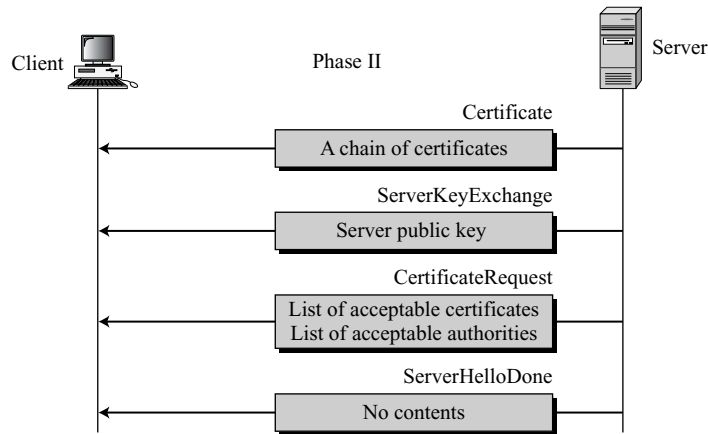 Client
Phase II
Server
Certificate
A chain of certificates
ServerKeyExchange
Server public key
CertificateRequest
List of acceptable certificates
List of acceptable authorities
ServerHelloDone
No contents